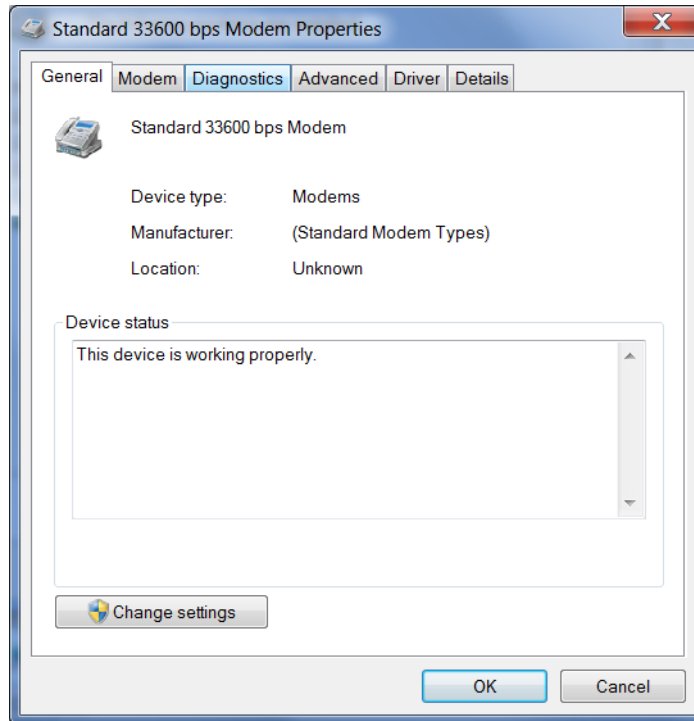 Standard 33600 bps Modem Properties
X
General Modem Diagnostics Advanced Driver Details
Standard 33600 bps Modem
Device type: Modems
Manufacturer: (Standard Modem Types)
Location: Unknown
Device status
This device is working properly.
Change settings
OK Cancel